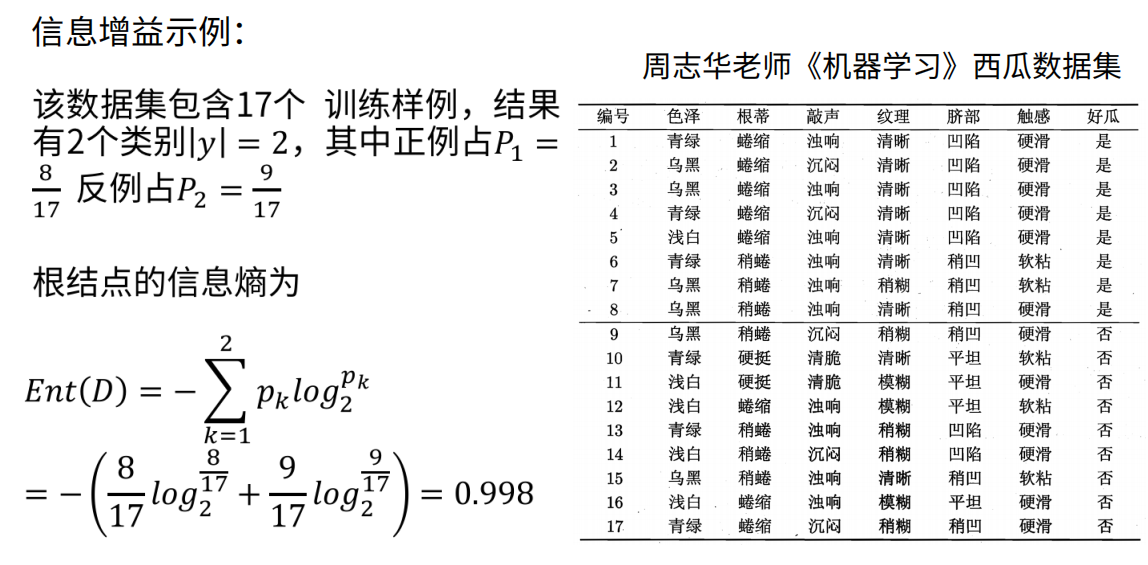 信息增益示例：
该数据集包含17个 训练样例，结果
有2个类别|y| = 2，其中正例占P₁ =
8/17 反例占P₂ = 9/17
根结点的信息熵为
Ent(D) = −∑_{k=1}^{2} p_k log_2^{p_k}
= −(8/17 log_2^{8/17} + 9/17 log_2^{9/17}) = 0.998
周志华老师《机器学习》西瓜数据集
编号 色泽 根蒂 敲声 纹理 脐部 触感 好瓜
1 青绿 蜷缩 浊响 清晰 凹陷 硬滑 是
2 乌黑 蜷缩 沉闷 清晰 凹陷 硬滑 是
3 乌黑 蜷缩 浊响 清晰 凹陷 硬滑 是
4 青绿 蜷缩 沉闷 清晰 凹陷 硬滑 是
5 浅白 蜷缩 浊响 清晰 凹陷 硬滑 是
6 青绿 稍蜷 浊响 清晰 稍凹 软粘 是
7 乌黑 稍蜷 浊响 稍糊 稍凹 软粘 是
8 乌黑 稍蜷 浊响 清晰 稍凹 硬滑 是
9 乌黑 稍蜷 沉闷 稍糊 稍凹 硬滑 否
10 青绿 硬挺 清脆 清晰 平坦 软粘 否
11 浅白 硬挺 清脆 模糊 平坦 硬滑 否
12 浅白 蜷缩 浊响 模糊 平坦 软粘 否
13 青绿 稍蜷 浊响 稍糊 凹陷 硬滑 否
14 浅白 稍蜷 沉闷 稍糊 凹陷 硬滑 否
15 乌黑 稍蜷 浊响 清晰 稍凹 软粘 否
16 浅白 蜷缩 浊响 模糊 平坦 硬滑 否
17 青绿 蜷缩 沉闷 稍糊 稍凹 硬滑 否